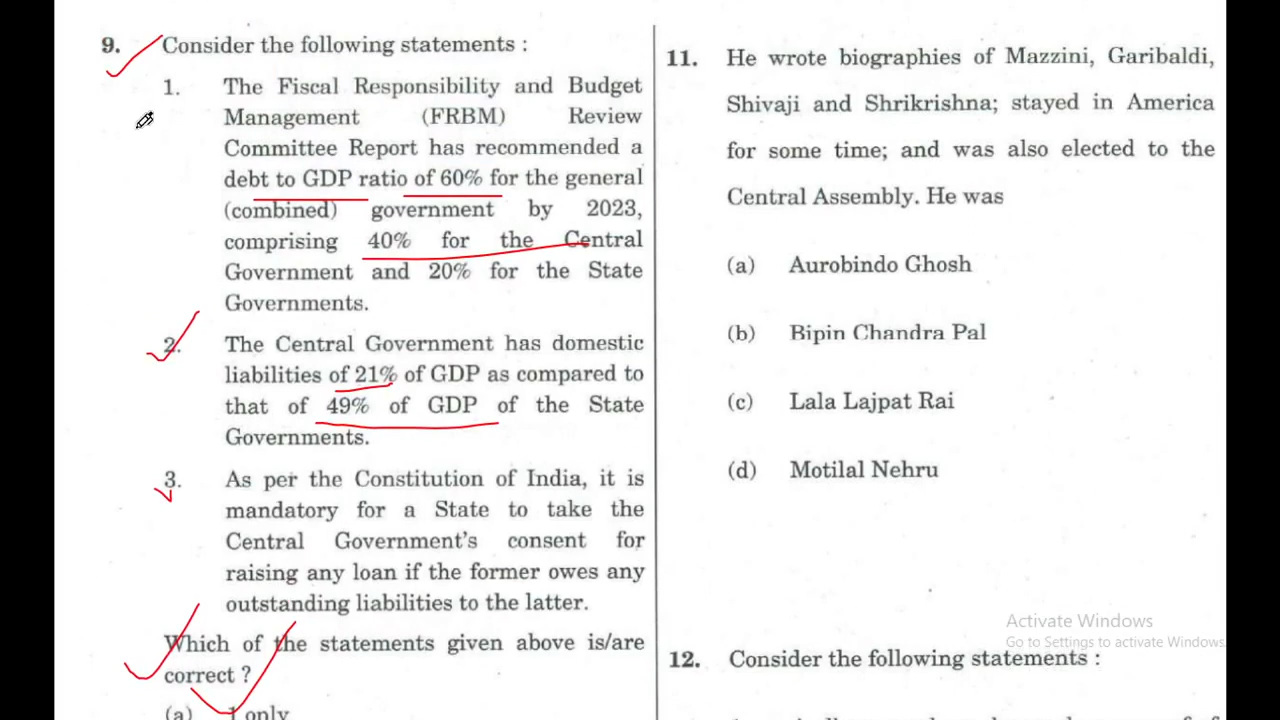 9. Consider the following statements :
1. The Fiscal Responsibility and Budget
Management (FRBM) Review
Committee Report has recommended a
debt to GDP ratio of 60% for the general
(combined) government by 2023,
comprising 40% for the Central
Government and 20% for the State
Governments.
2. The Central Government has domestic
liabilities of 21% of GDP as compared to
that of 49% of GDP of the State
Governments.
3. As per the Constitution of India, it is
mandatory for a State to take the
Central Government's consent for
raising any loan if the former owes any
outstanding liabilities to the latter.
Which of the statements given above is/are
correct ?
(a) 1 only
11. He wrote biographies of Mazzini, Garibaldi,
Shivaji and Shrikrishna; stayed in America
for some time; and was also elected to the
Central Assembly. He was
(a) Aurobindo Ghosh
(b) Bipin Chandra Pal
(c) Lala Lajpat Rai
(d) Motilal Nehru
Activate Windows
Go to Settings to activate Windows.
12. Consider the following statements :